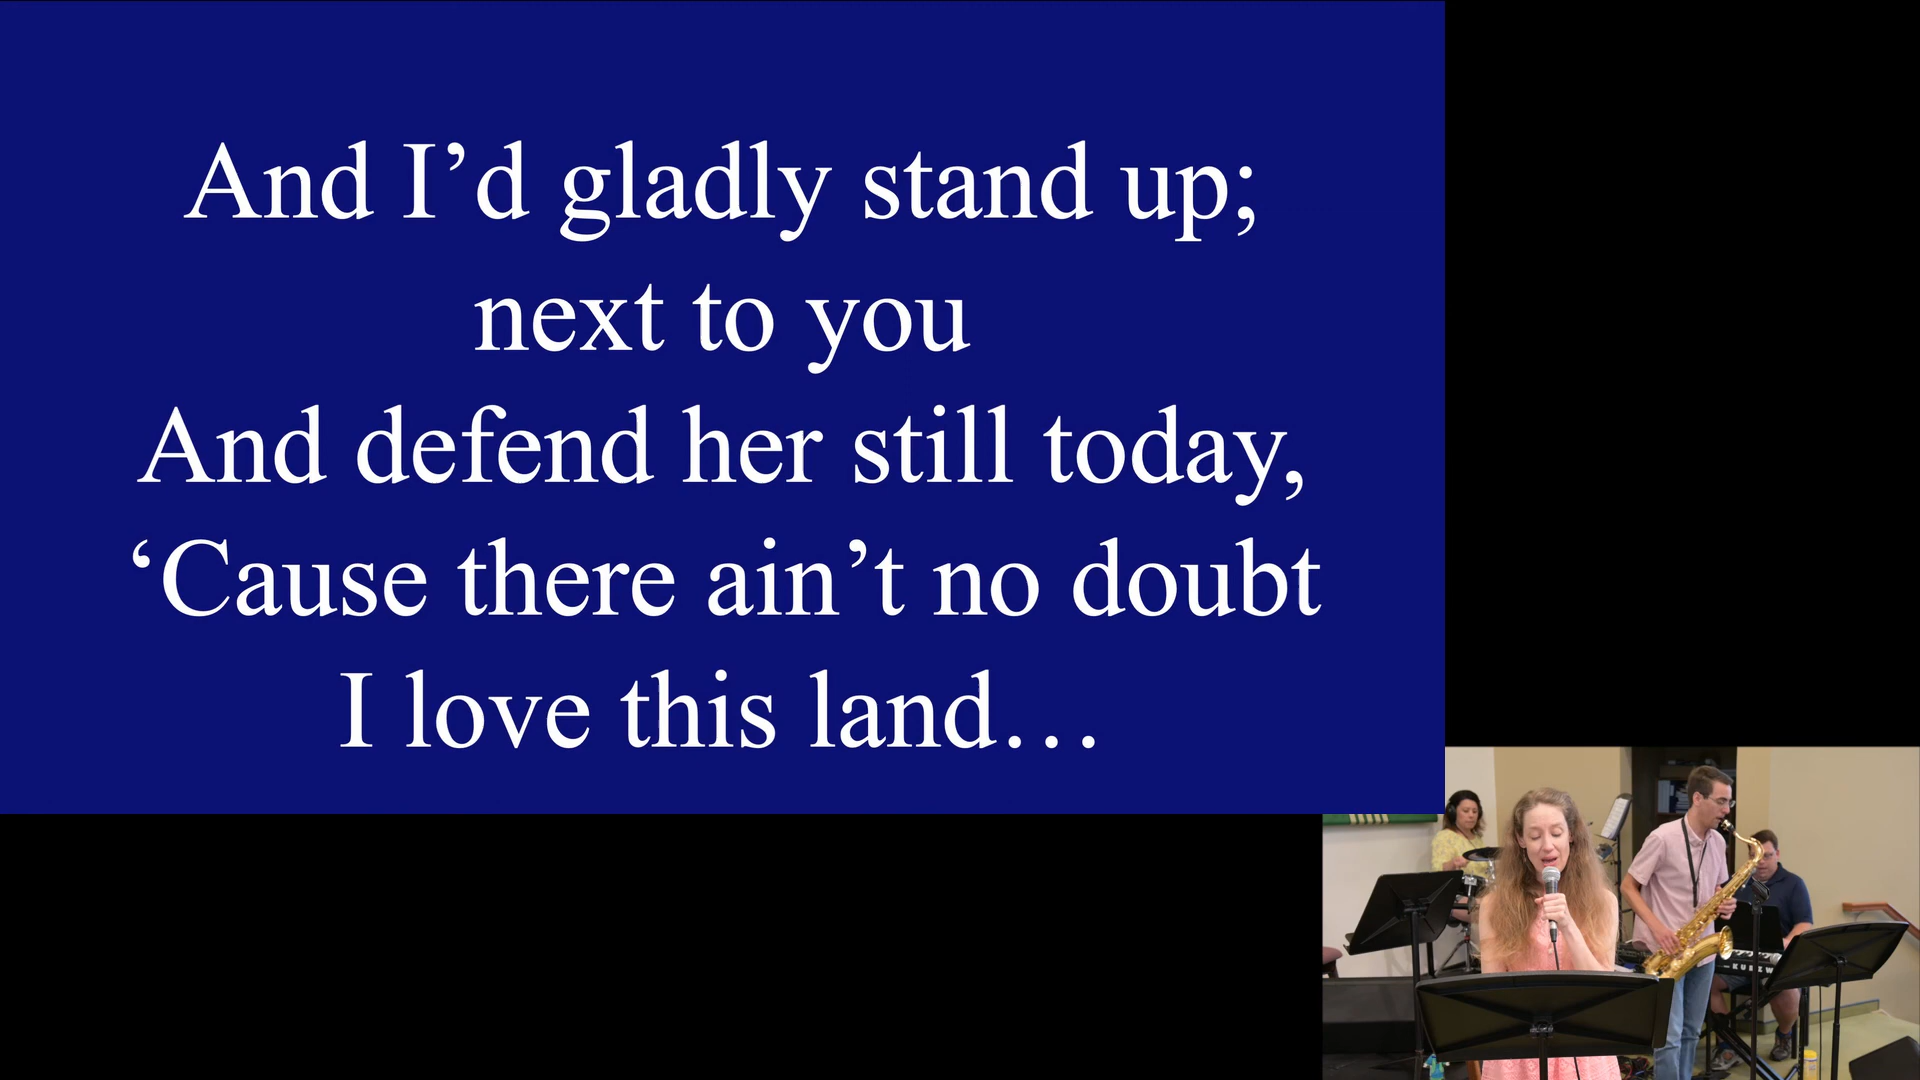 And I’d gladly stand up;
next to you
And defend her still today,
‘Cause there ain’t no doubt
I love this land…
KURZW